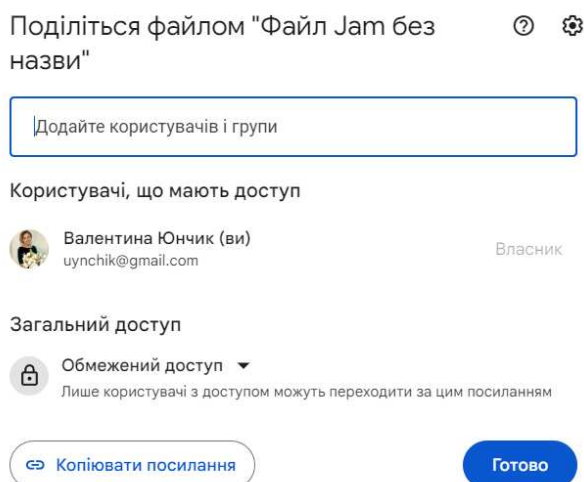 Поділіться файлом "Файл Jam без
назви"
Додайте користувачів і групи
Користувачі, що мають доступ
Валентина Юнчик (ви)
uynchik@gmail.com
Власник
Загальний доступ
Обмежений доступ
Лише користувачі з доступом можуть переходити за цим посиланням
Копіювати посилання
Готово